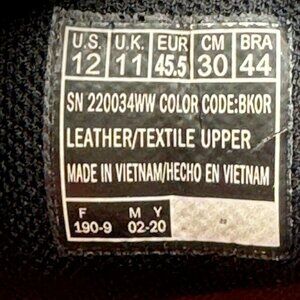 U.S. U.K. EUR CM BRA
12 11 45.5 30 44
SN 220034WW COLOR CODE:BKOR
LEATHER/TEXTILE UPPER
MADE IN VIETNAM/HECHO EN VIETNAM
F M Y
190-9 02-20